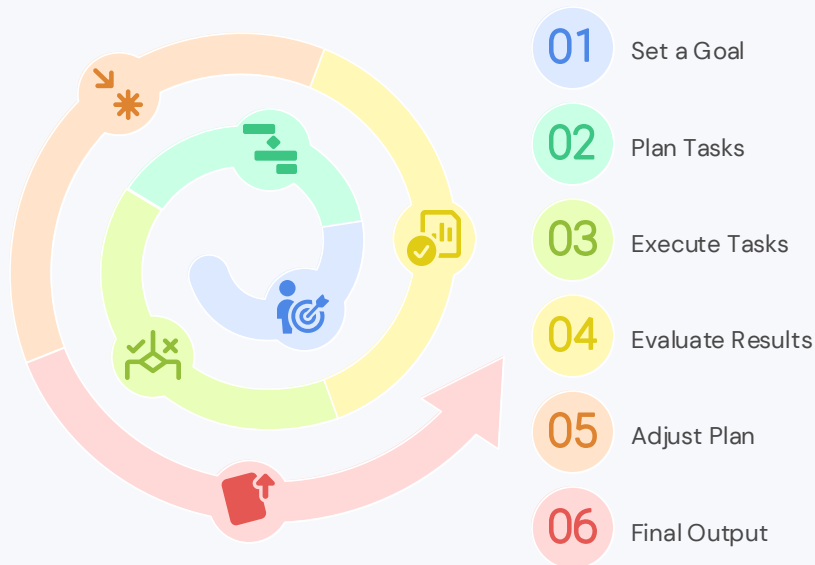 01 Set a Goal
02 Plan Tasks
03 Execute Tasks
04 Evaluate Results
05 Adjust Plan
06 Final Output